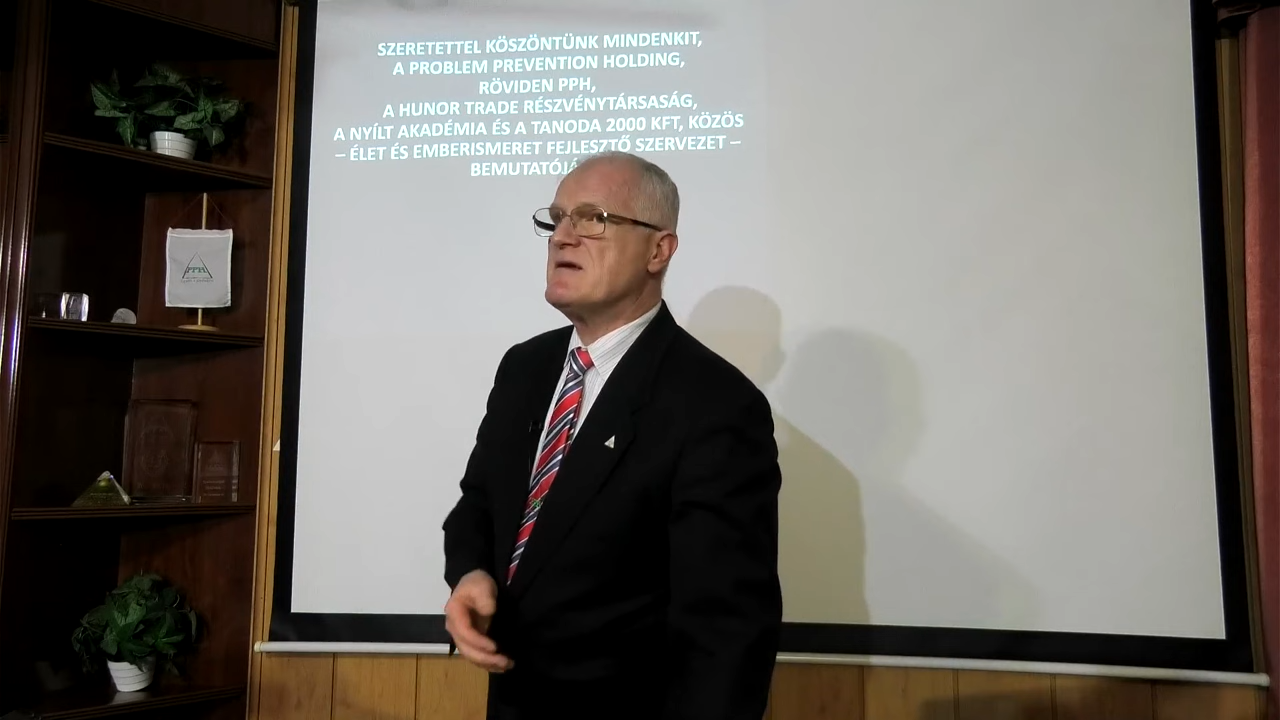 SZERETETTEL KÖSZÖNTÜNK MINDENKIT,
A PROBLEM PREVENTION HOLDING,
RÖVIDEN PPH,
A HUNOR TRADE RÉSZVÉNYTÁRSASÁG,
A NYÍLT AKADÉMIA ÉS A TANODA 2000 KFT, KÖZÖS
– ÉLET ÉS EMBERISMERET FEJLESZTŐ SZERVEZET –